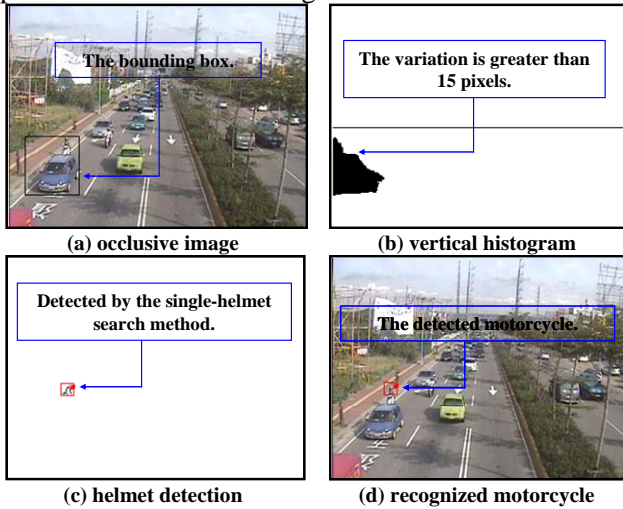 The bounding box.
The variation is greater than
15 pixels.
(a) occlusive image
(b) vertical histogram
Detected by the single-helmet
search method.
The detected motorcycle.
(c) helmet detection
(d) recognized motorcycle